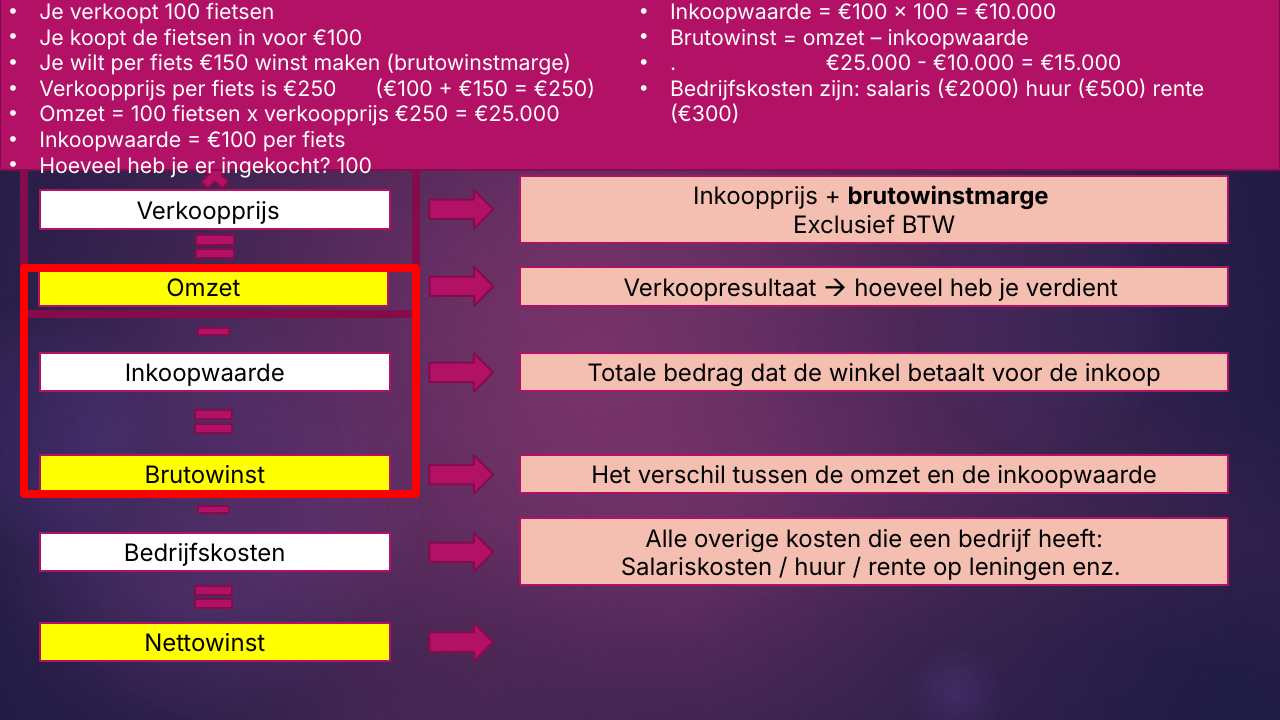 • Je verkoopt 100 fietsen
• Je koopt de fietsen in voor €100
• Je wilt per fiets €150 winst maken (brutowinstmarge)
• Verkoopprijs per fiets is €250 (€100 + €150 = €250)
• Omzet = 100 fietsen x verkoopprijs €250 = €25.000
• Inkoopwaarde = €100 per fiets
• Hoeveel heb je er ingekocht? 100
• Inkoopwaarde = €100 × 100 = €10.000
• Brutowinst = omzet – inkoopwaarde
• . €25.000 - €10.000 = €15.000
• Bedrijfskosten zijn: salaris (€2000) huur (€500) rente
(€300)
Verkoopprijs
Inkoopprijs + brutowinstmarge
Exclusief BTW
Omzet
Verkoopresultaat → hoeveel heb je verdient
Inkoopwaarde
Totale bedrag dat de winkel betaalt voor de inkoop
Brutowinst
Het verschil tussen de omzet en de inkoopwaarde
Bedrijfskosten
Alle overige kosten die een bedrijf heeft:
Salariskosten / huur / rente op leningen enz.
Nettowinst